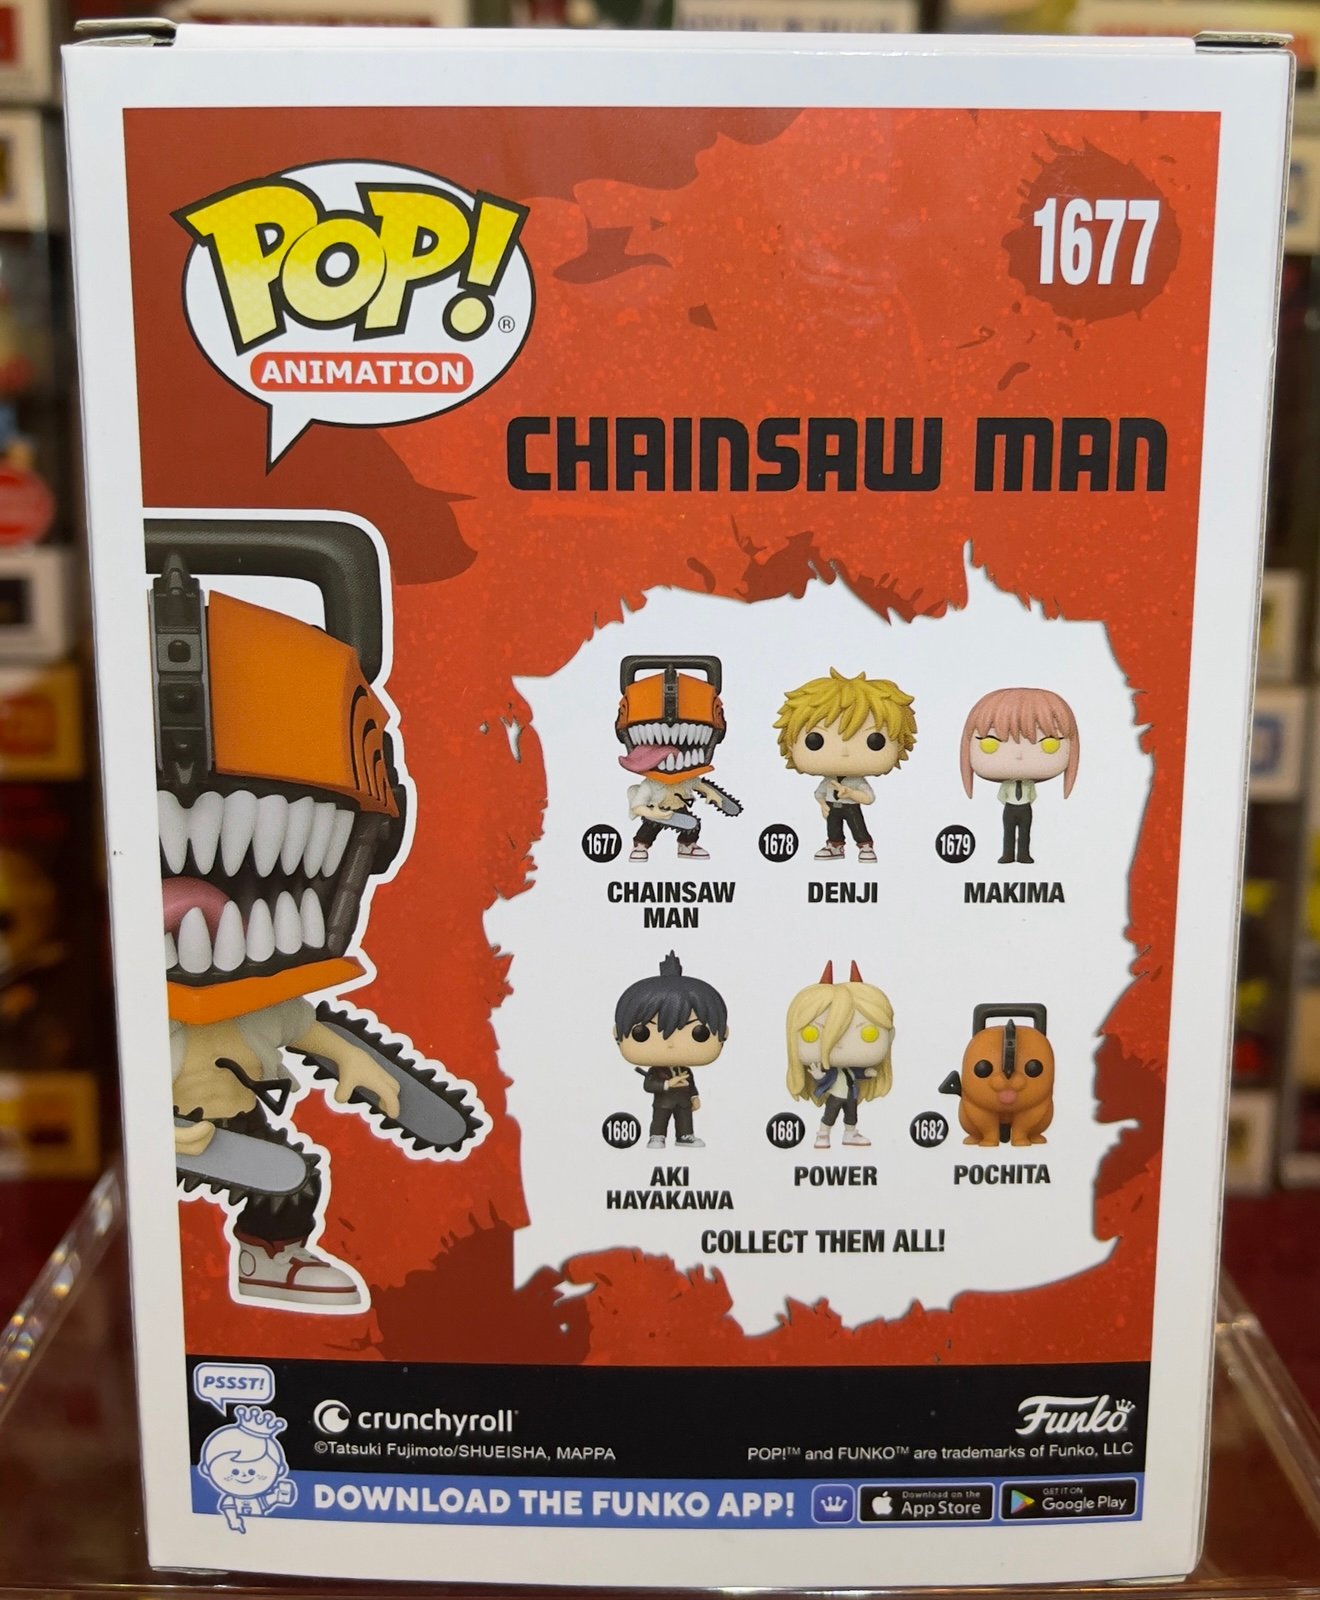 POP!®
ANIMATION
1677
CHAINSAW MAN
1677
CHAINSAW
MAN
1678
DENJI
1679
MAKIMA
1680
AKI
HAYAKAWA
1681
POWER
1682
POCHITA
COLLECT THEM ALL!
PSSST!
crunchyroll
©Tatsuki Fujimoto/SHUEISHA, MAPPA
Funko
POP!™ and FUNKO™ are trademarks of Funko, LLC
DOWNLOAD THE FUNKO APP!
Download on the
App Store
GET IT ON
Google Play